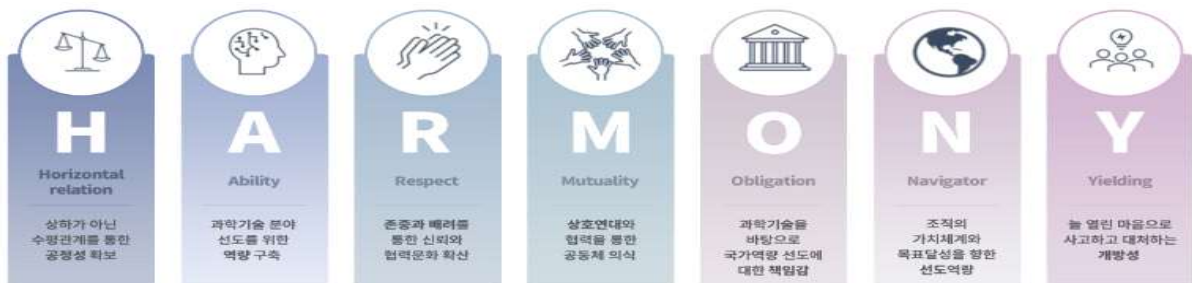 H
Horizontal
relation
상하가 아닌
수평관계를 통한
공정성 확보
A
Ability
과학기술 분야
선도를 위한
역량 구축
R
Respect
존중과 배려를
통한 신뢰와
협력문화 확산
M
Mutuality
상호연대와
협력을 통한
공동체 의식
O
Obligation
과학기술을
바탕으로
국가역량 선도에
대한 책임감
N
Navigator
조직의
가치체계와
목표달성을 향한
선도역량
Y
Yielding
늘 열린 마음으로
사고하고 대처하는
개방성